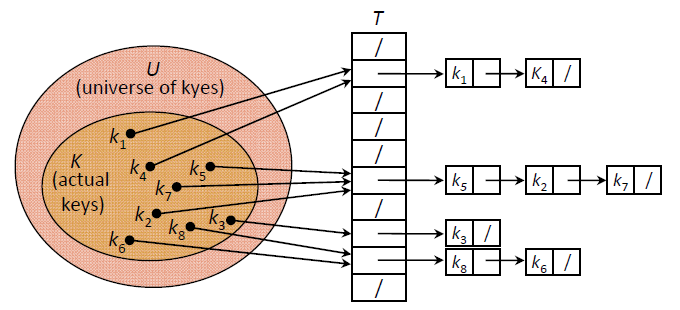 T
/
U
(universe of kyes)
k1 K4 /
k1
/
K
(actual
keys)
/
k4 k5
/
k7
k5 k2 k7 /
k2 k8 k3
/
k6
k3 /
k8 k6 /
/